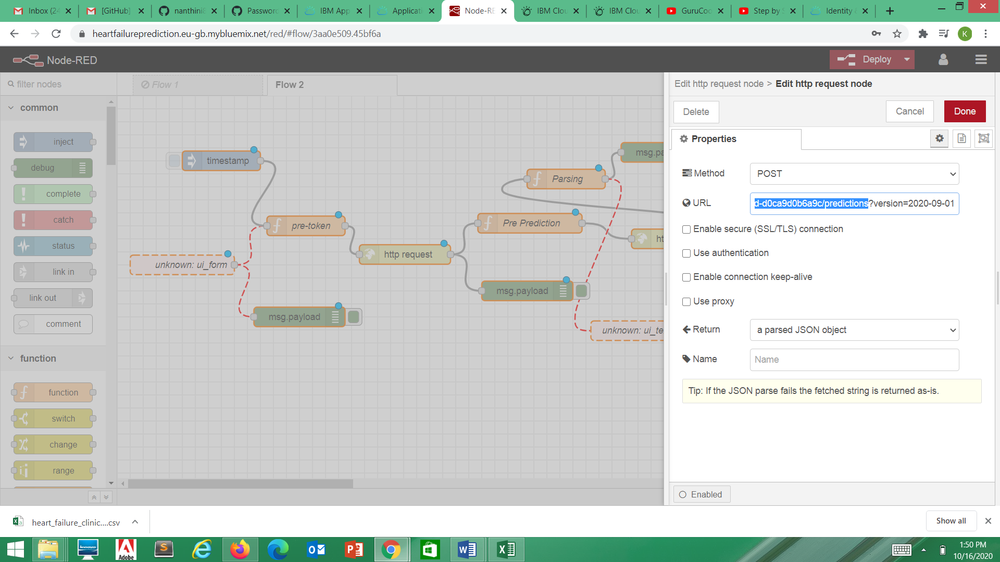 Inbox (24
[GitHub]
nanthini8
Password
IBM App
Applicati
Node-RE
IBM Clou
IBM Clou
GuruCoo
Step by S
Identity &
heartfailureprediction.eu-gb.mybluemix.net/red/#flow/3aa0e509.45bf6a
K
Node-RED
Deploy
filter nodes
Flow 1
Flow 2
Edit http request node > Edit http request node
Delete
Cancel
Done
common
Properties
inject
debug
complete
catch
status
link in
link out
comment
function
function
switch
change
range
timestamp
pre-token
unknown: ui_form
msg.payload
http request
Pre Prediction
msg.payload
Parsing
msg.pa
ht
unknown: ui_te
Method
POST
URL
d-d0ca9d0b6a9c/predictions?version=2020-09-01
Enable secure (SSL/TLS) connection
Use authentication
Enable connection keep-alive
Use proxy
Return
a parsed JSON object
Name
Name
Tip: If the JSON parse fails the fetched string is returned as-is.
Enabled
heart_failure_clinic....csv
Show all
Adobe
1:50 PM
10/16/2020